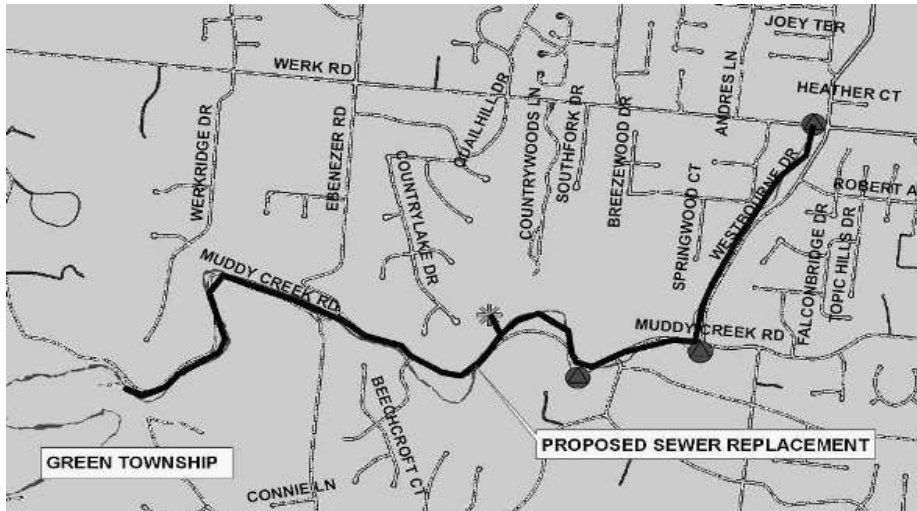 JOEY TER
WERK RD
HEATHER CT
ANDRES LN
QUAILHILL DR
COUNTRYWOODS LN
SOUTHFORK DR
BREEZEWOOD DR
WERKRIDGE DR
EBENEZER RD
COUNTRYLAKE DR
SPRINGWOOD CT
WESTBOURNE DR
ROBERT A
FALCONBRIDGE DR
TOPIC HILLS DR
MUDDY CREEK RD
MUDDY CREEK RD
BEECHCROFT CT
PROPOSED SEWER REPLACEMENT
GREEN TOWNSHIP
CONNIE LN